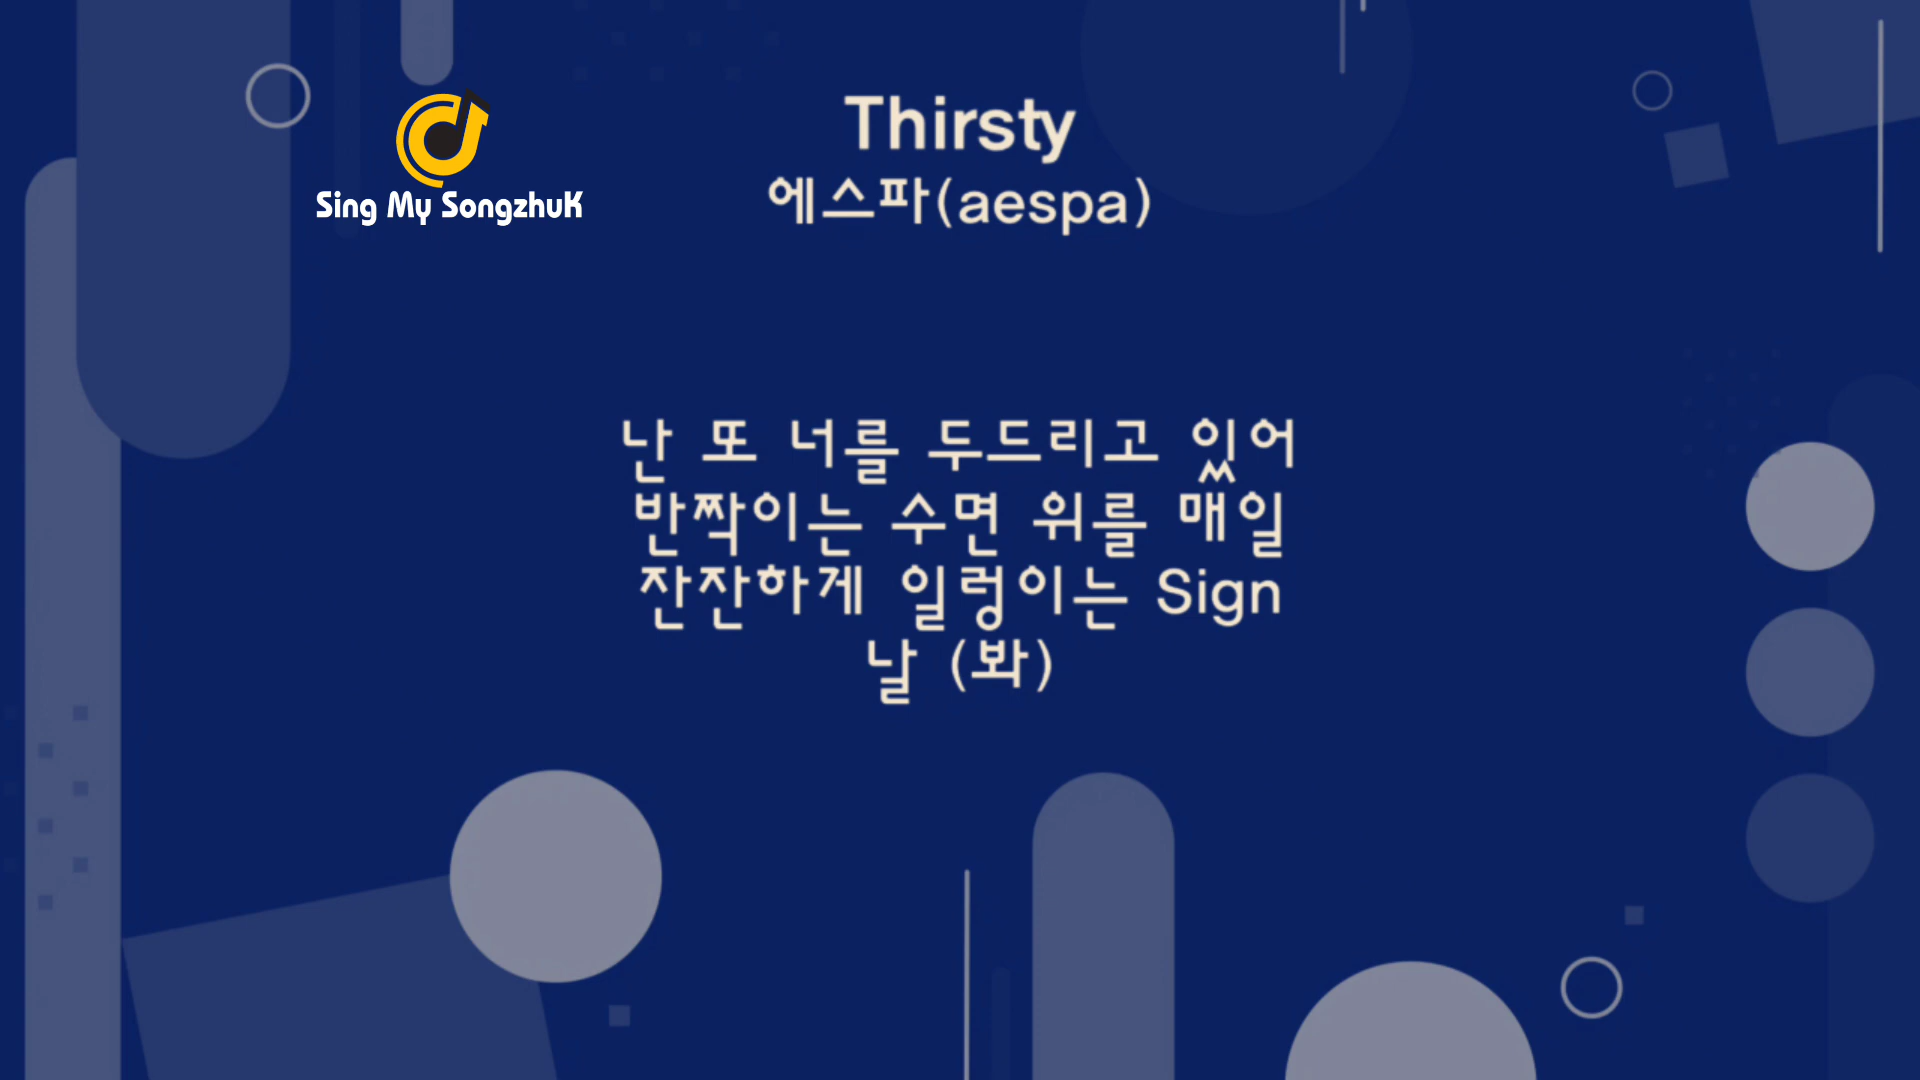 Sing My SongzhuK
Thirsty
에스파(aespa)
난 또 너를 두드리고 있어
반짝이는 수면 위를 매일
잔잔하게 일렁이는 Sign
날 (봐)